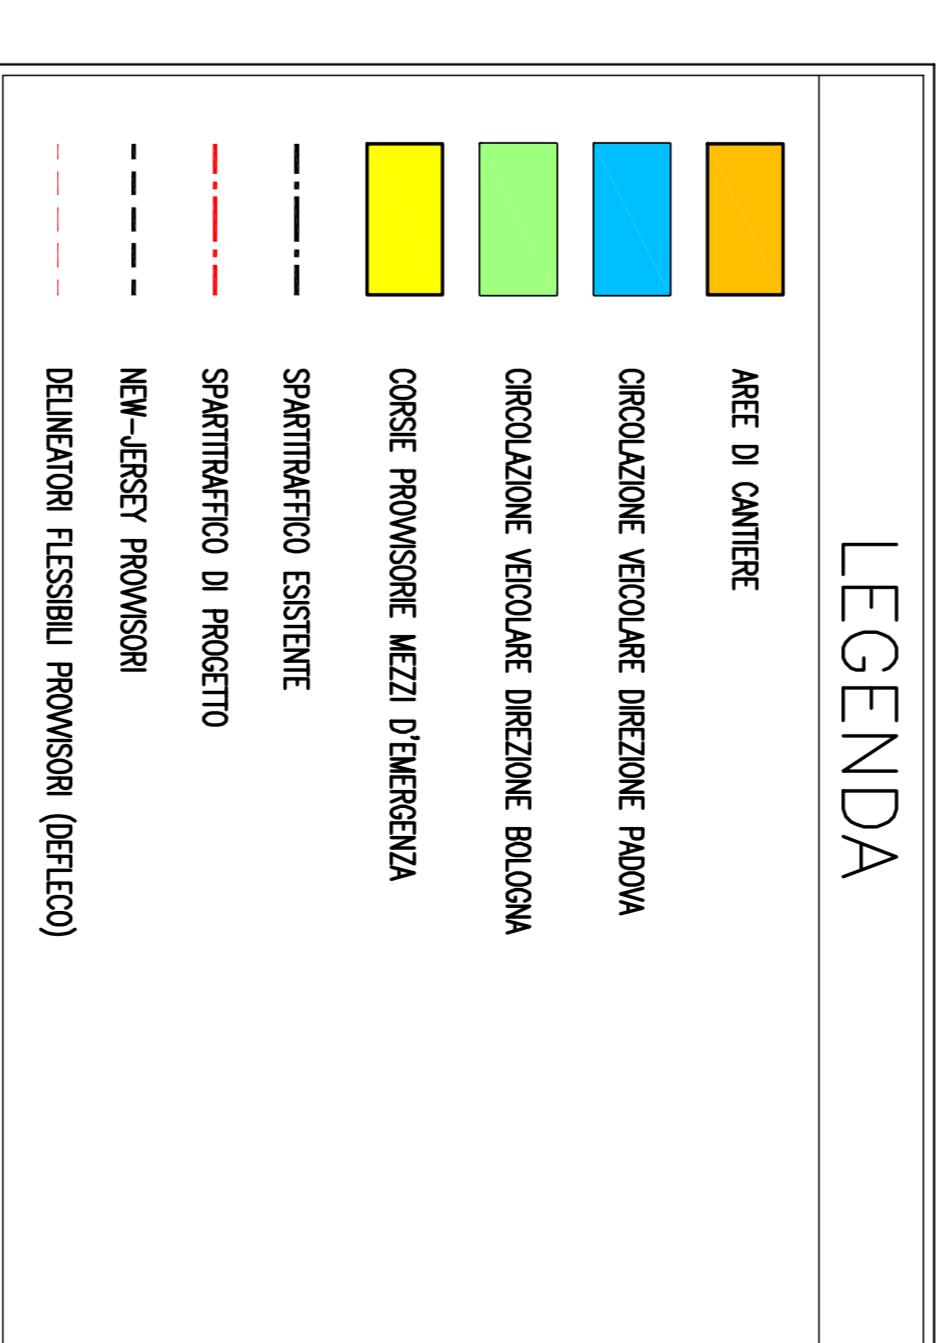 LEGENDA
AREE DI CANTIERE
CIRCOLAZIONE VEICOLARE DIREZIONE PADOVA
CIRCOLAZIONE VEICOLARE DIREZIONE BOLOGNA
CORSIE PROVVISORIE MEZZI D'EMERGENZA
SPARTITRAFFICO ESISTENTE
SPARTITRAFFICO DI PROGETTO
NEW-JERSEY PROVVISORI
DELINEATORI FLESSIBILI PROVVISORI (DEFLECO)